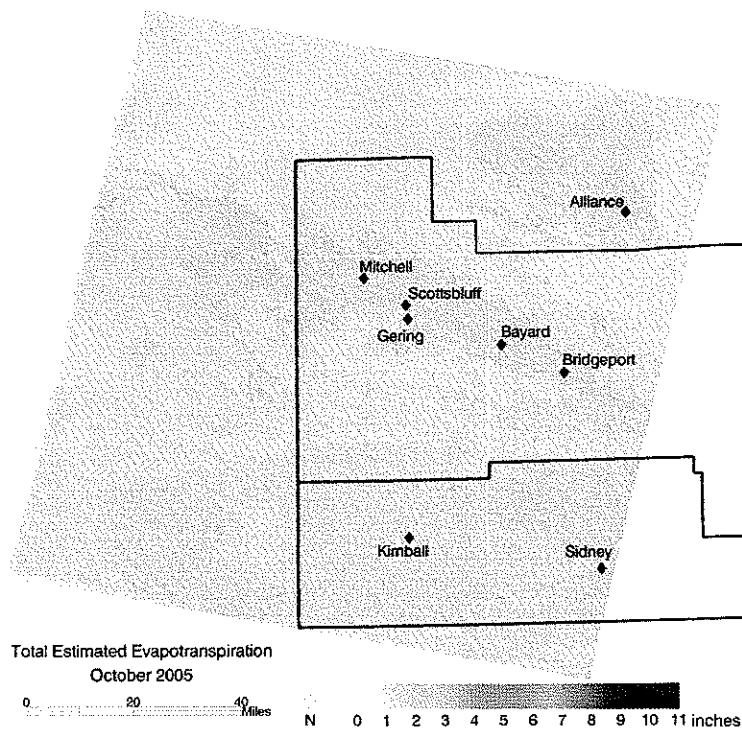 Alliance
Mitchell
Scottsbluff
Gering
Bayard
Bridgeport
Kimball
Sidney
Total Estimated Evapotranspiration
October 2005
0 20 40
Miles
N 0 1 2 3 4 5 6 7 8 9 10 11 inches